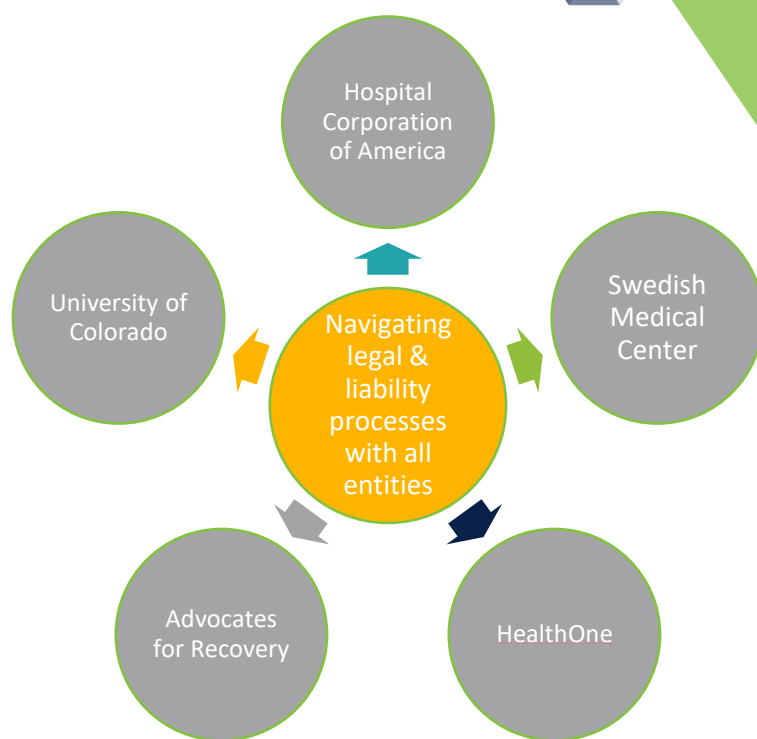 Hospital
Corporation
of America
University of
Colorado
Swedish
Medical
Center
Navigating
legal &
liability
processes
with all
entities
Advocates
for Recovery
HealthOne